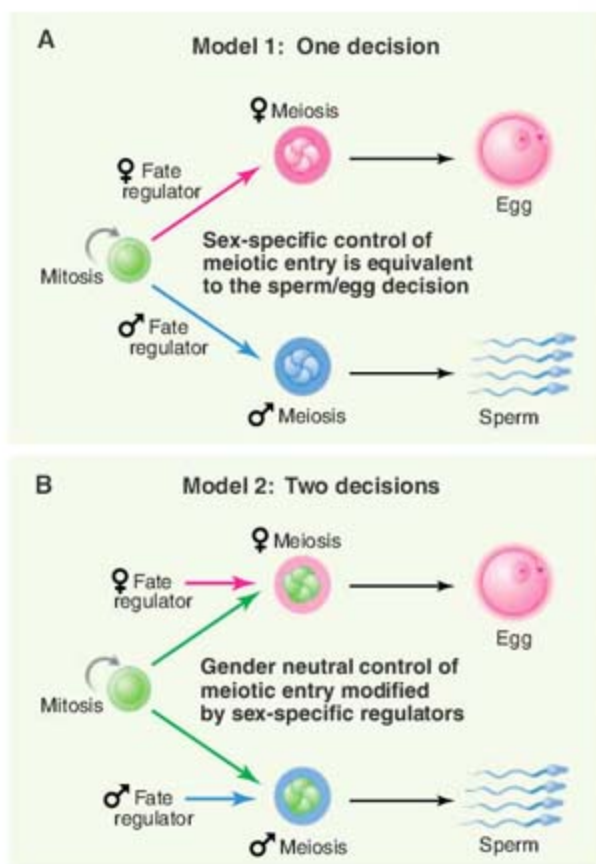 A
Model 1: One decision
♀ Meiosis
♀ Fate
regulator
Egg
Mitosis
Sex-specific control of
meiotic entry is equivalent
to the sperm/egg decision
♂ Fate
regulator
♂ Meiosis
Sperm
B
Model 2: Two decisions
♀ Meiosis
♀ Fate
regulator
Egg
Mitosis
Gender neutral control of
meiotic entry modified
by sex-specific regulators
♂ Fate
regulator
♂ Meiosis
Sperm